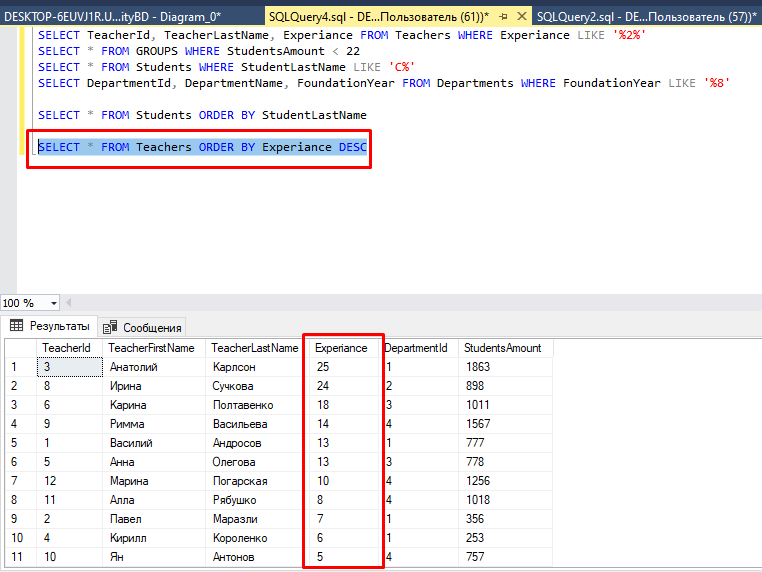 DESKTOP-6EUVJ1R.U...ityBD - Diagram_0* SQLQuery4.sql - DE...Пользователь (61))* SQLQuery2.sql - DE...Пользователь (57))*
SELECT TeacherId, TeacherLastName, Experiance FROM Teachers WHERE Experiance LIKE '%2%'
SELECT * FROM GROUPS WHERE StudentsAmount < 22
SELECT * FROM Students WHERE StudentLastName LIKE 'C%'
SELECT DepartmentId, DepartmentName, FoundationYear FROM Departments WHERE FoundationYear LIKE '%8'
SELECT * FROM Students ORDER BY StudentLastName
SELECT * FROM Teachers ORDER BY Experiance DESC
100 %
Результаты Сообщения
TeacherId TeacherFirstName TeacherLastName Experiance DepartmentId StudentsAmount
1 3 Анатолий Карлсон 25 1 1863
2 8 Ирина Сучкова 24 2 898
3 6 Карина Полтавенко 18 3 1011
4 9 Римма Васильева 14 4 1567
5 1 Василий Андросов 13 1 777
6 5 Анна Олегова 13 3 778
7 12 Марина Погарская 10 4 1256
8 11 Алла Рябушко 8 4 1018
9 2 Павел Маразли 7 1 356
10 4 Кирилл Короленко 6 1 253
11 10 Ян Антонов 5 4 757